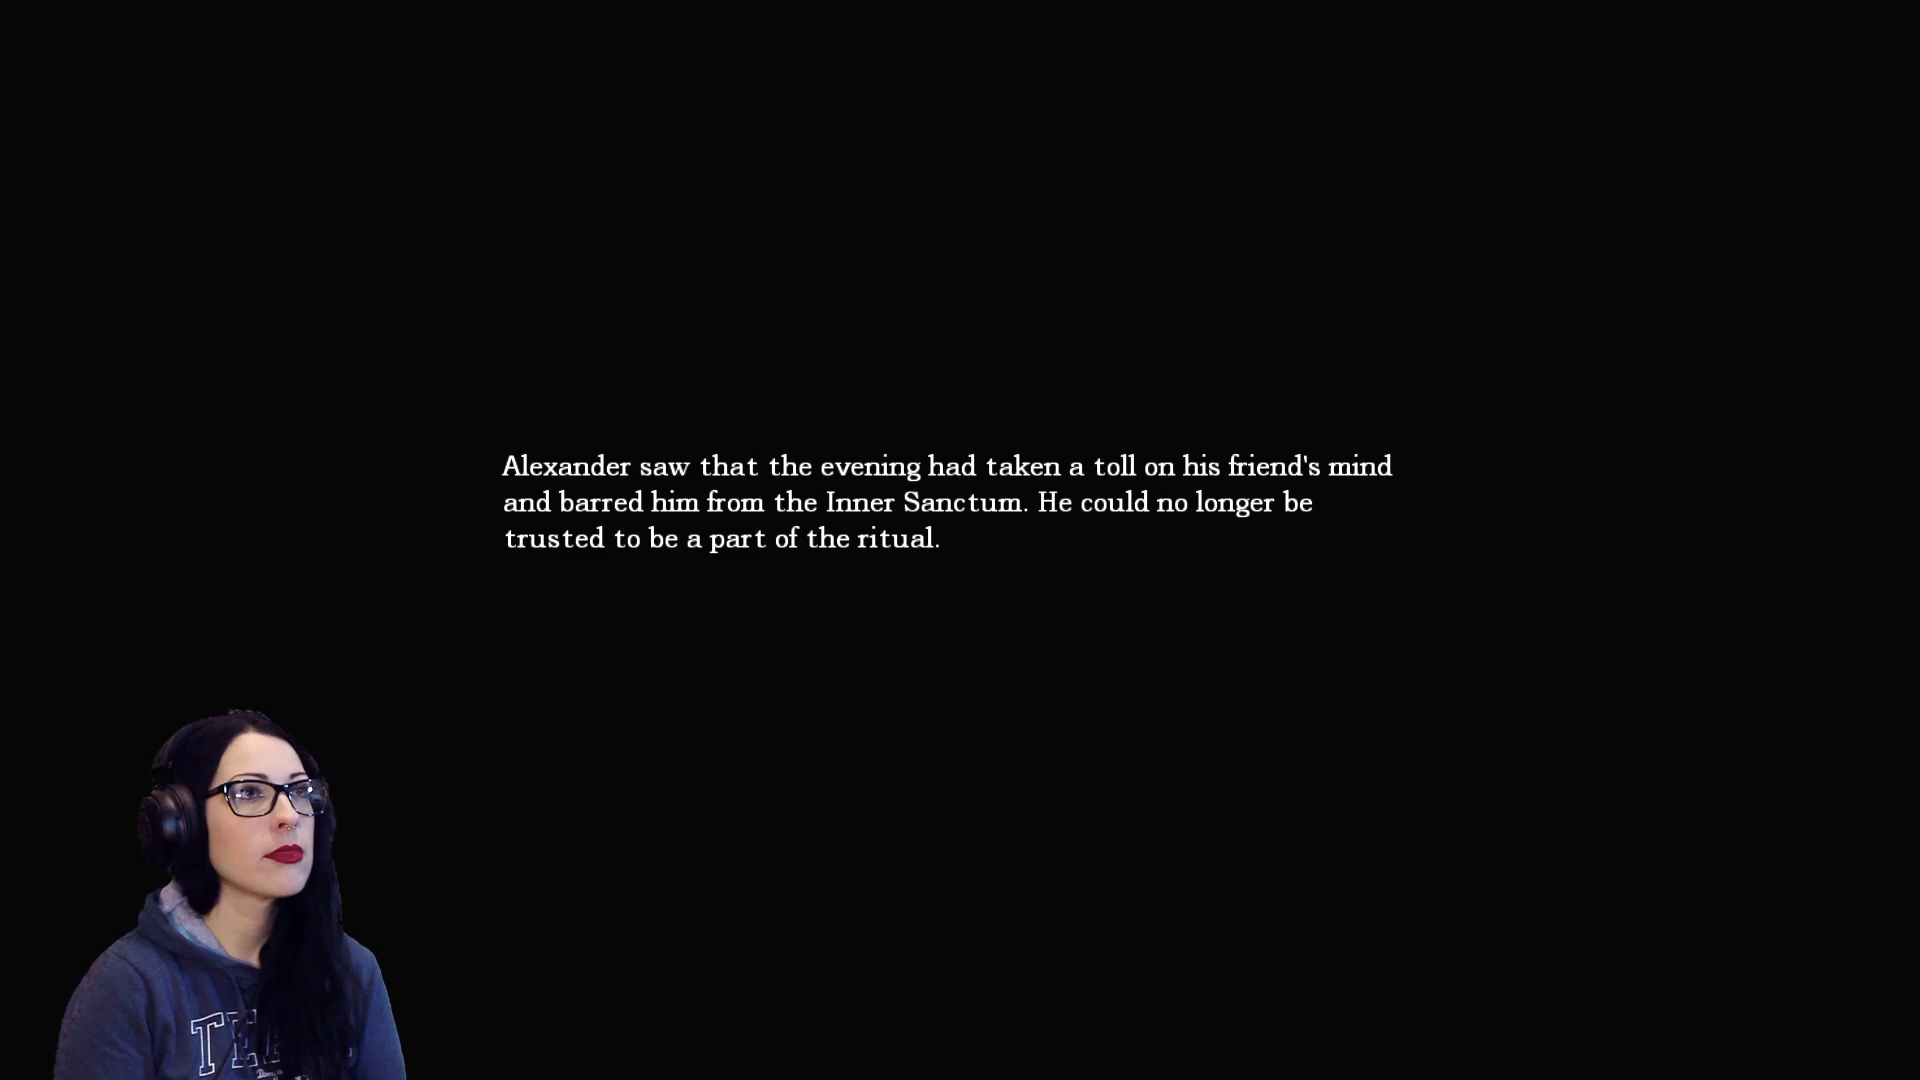 Alexander saw that the evening had taken a toll on his friend's mind
and barred him from the Inner Sanctum. He could no longer be
trusted to be a part of the ritual.